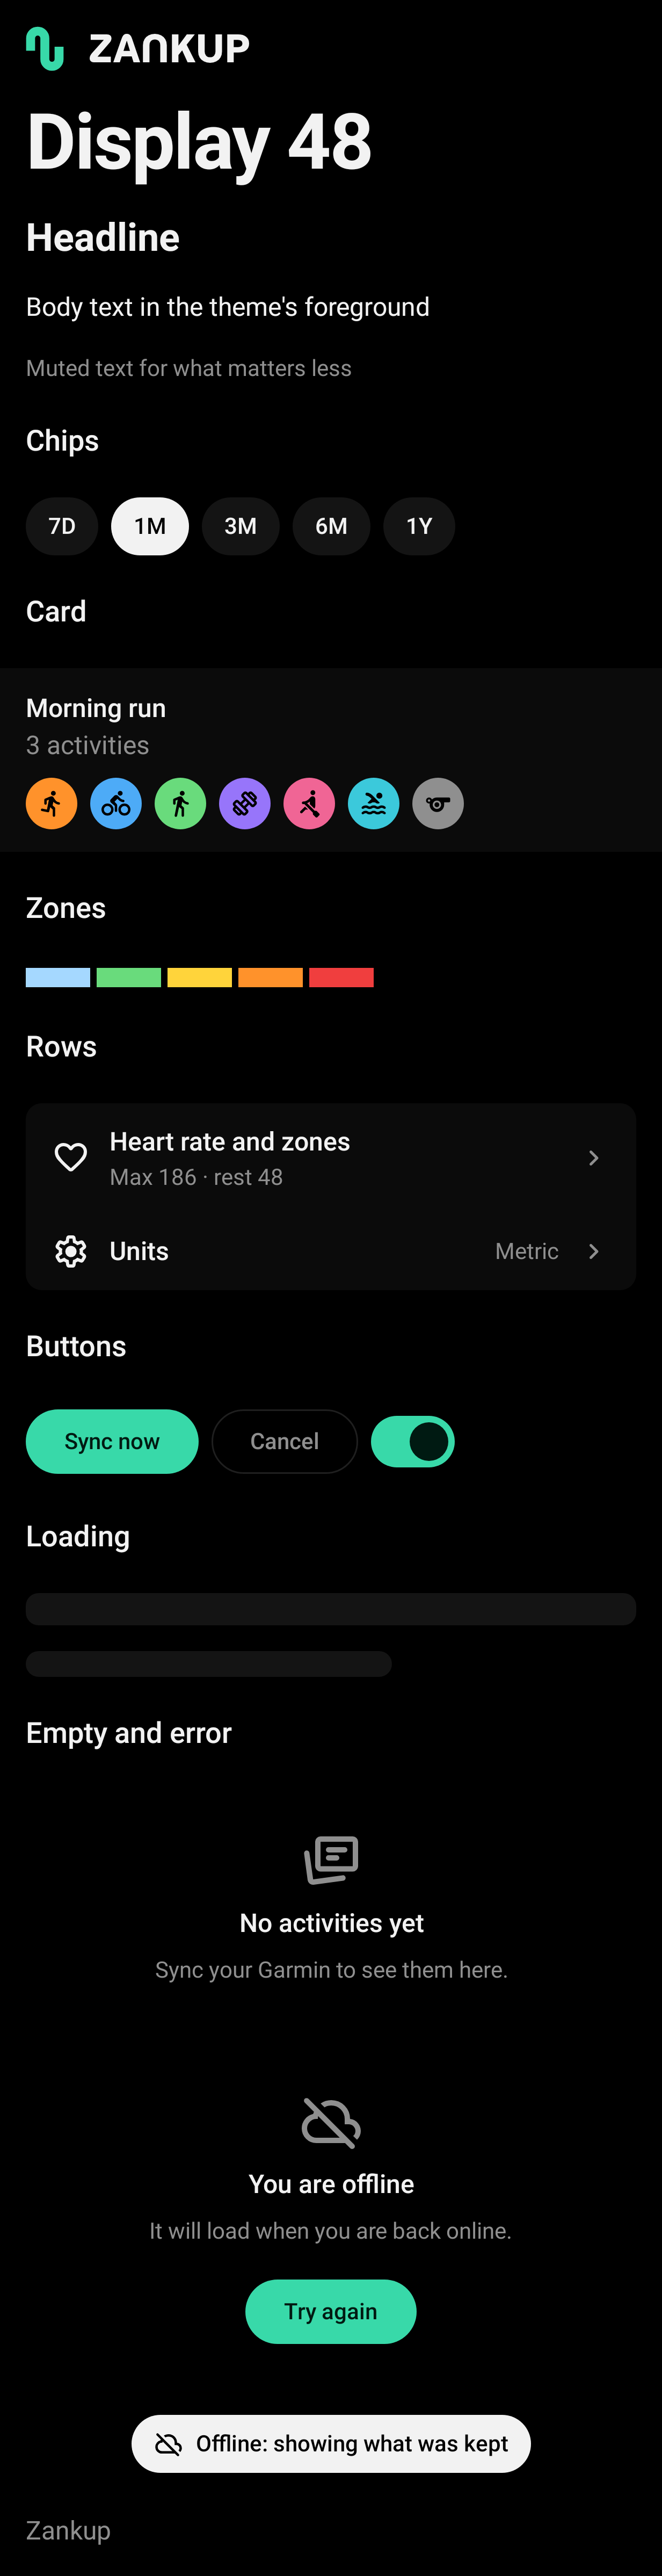 ZANKUP
Display 48
Headline
Body text in the theme's foreground
Muted text for what matters less
Chips
7D 1M 3M 6M 1Y
Card
Morning run
3 activities
Zones
Rows
Heart rate and zones
Max 186 · rest 48
Units Metric
Buttons
Sync now Cancel
Loading
Empty and error
No activities yet
Sync your Garmin to see them here.
You are offline
It will load when you are back online.
Try again
Offline: showing what was kept
Zankup